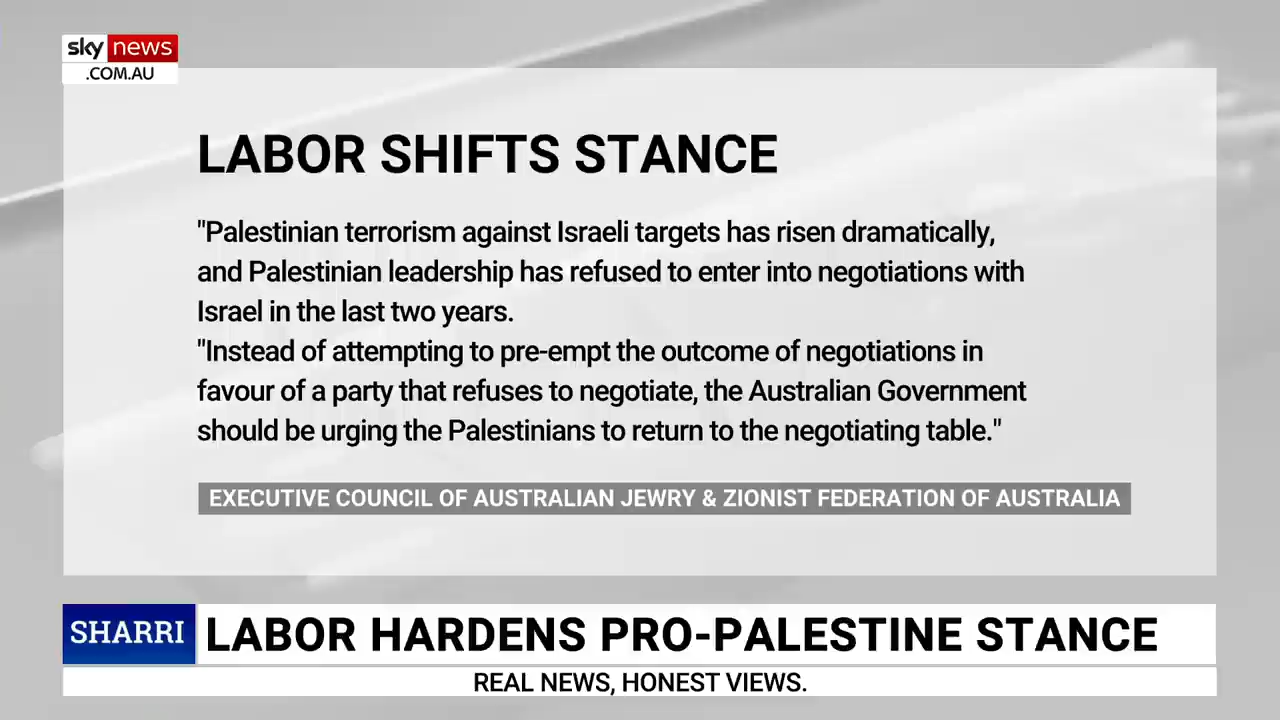 sky news
.COM.AU
LABOR SHIFTS STANCE
"Palestinian terrorism against Israeli targets has risen dramatically,
and Palestinian leadership has refused to enter into negotiations with
Israel in the last two years.
"Instead of attempting to pre-empt the outcome of negotiations in
favour of a party that refuses to negotiate, the Australian Government
should be urging the Palestinians to return to the negotiating table."
EXECUTIVE COUNCIL OF AUSTRALIAN JEWRY & ZIONIST FEDERATION OF AUSTRALIA
SHARRI LABOR HARDENS PRO-PALESTINE STANCE
REAL NEWS, HONEST VIEWS.